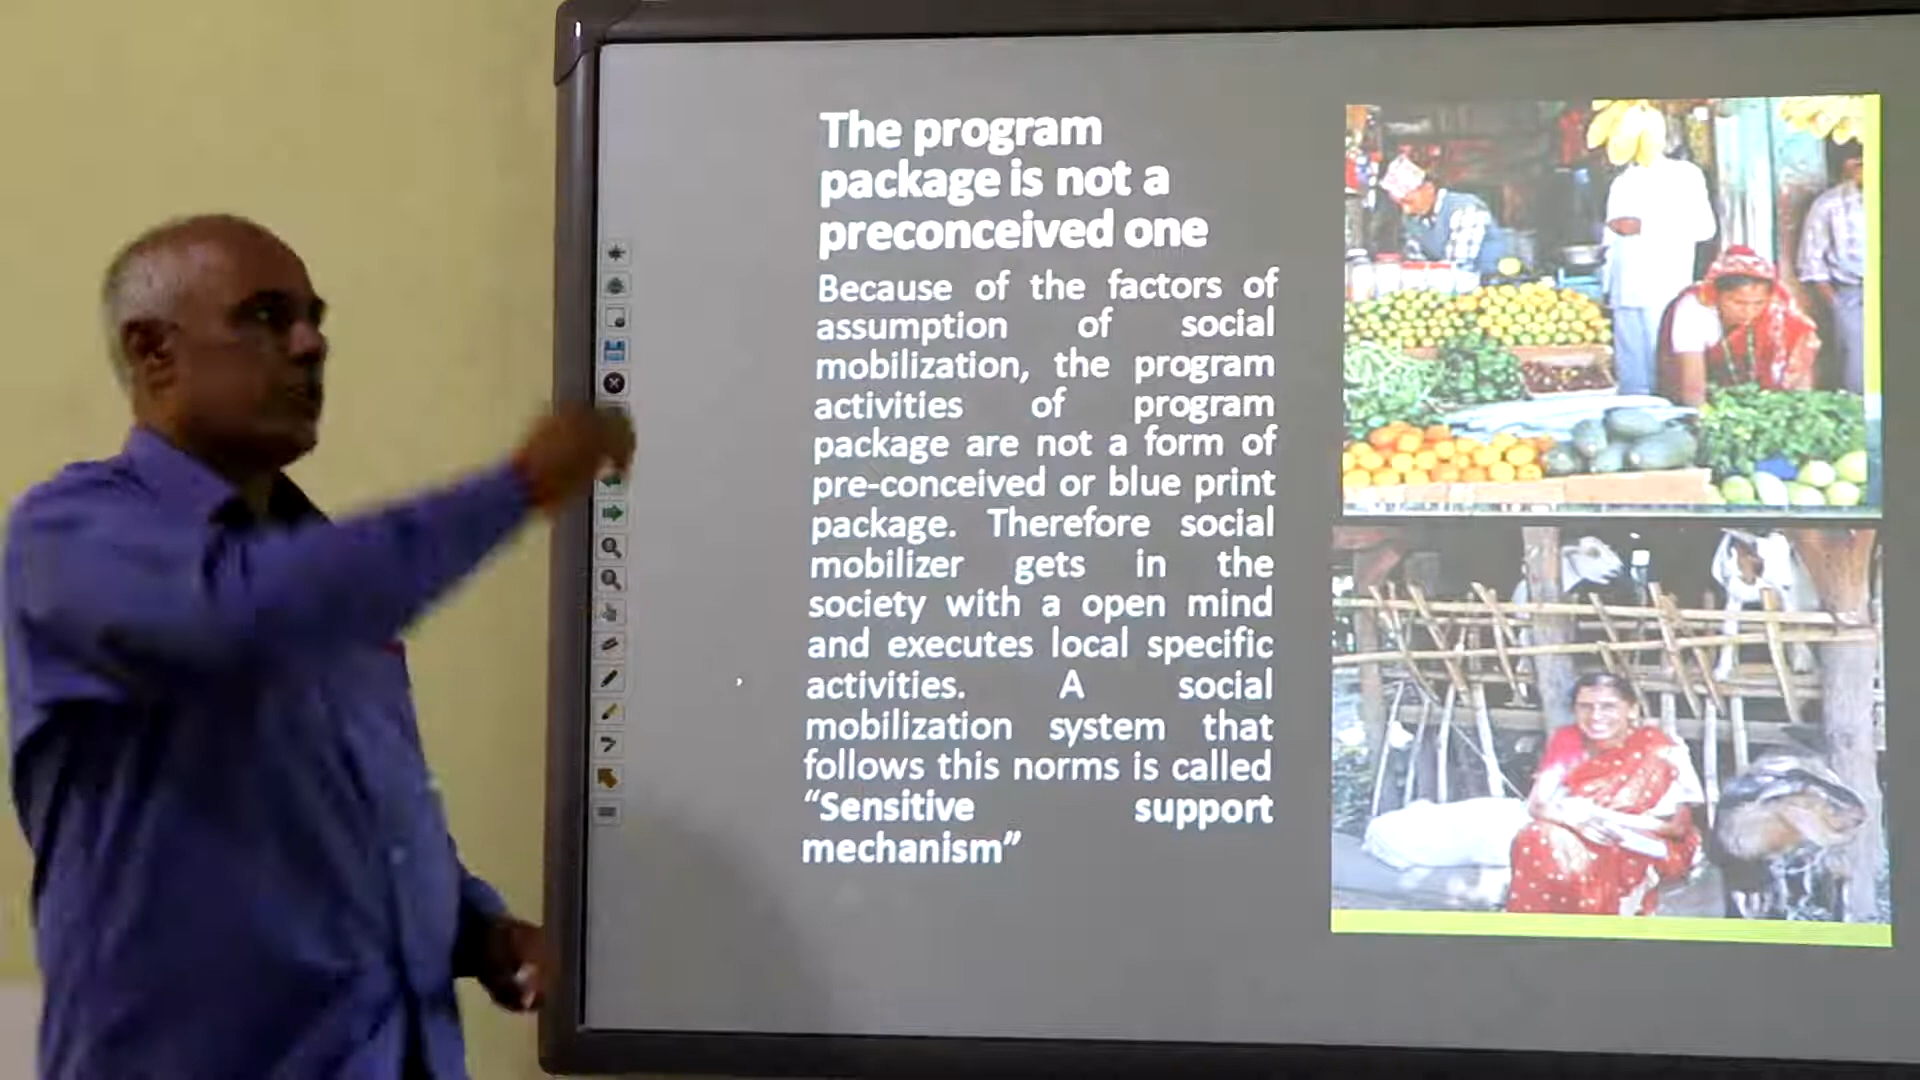 The program
package is not a
preconceived one
Because of the factors of
assumption of social
mobilization, the program
activities of program
package are not a form of
pre-conceived or blue print
package. Therefore social
mobilizer gets in the
society with a open mind
and executes local specific
activities. A social
mobilization system that
follows this norms is called
“Sensitive support
mechanism”